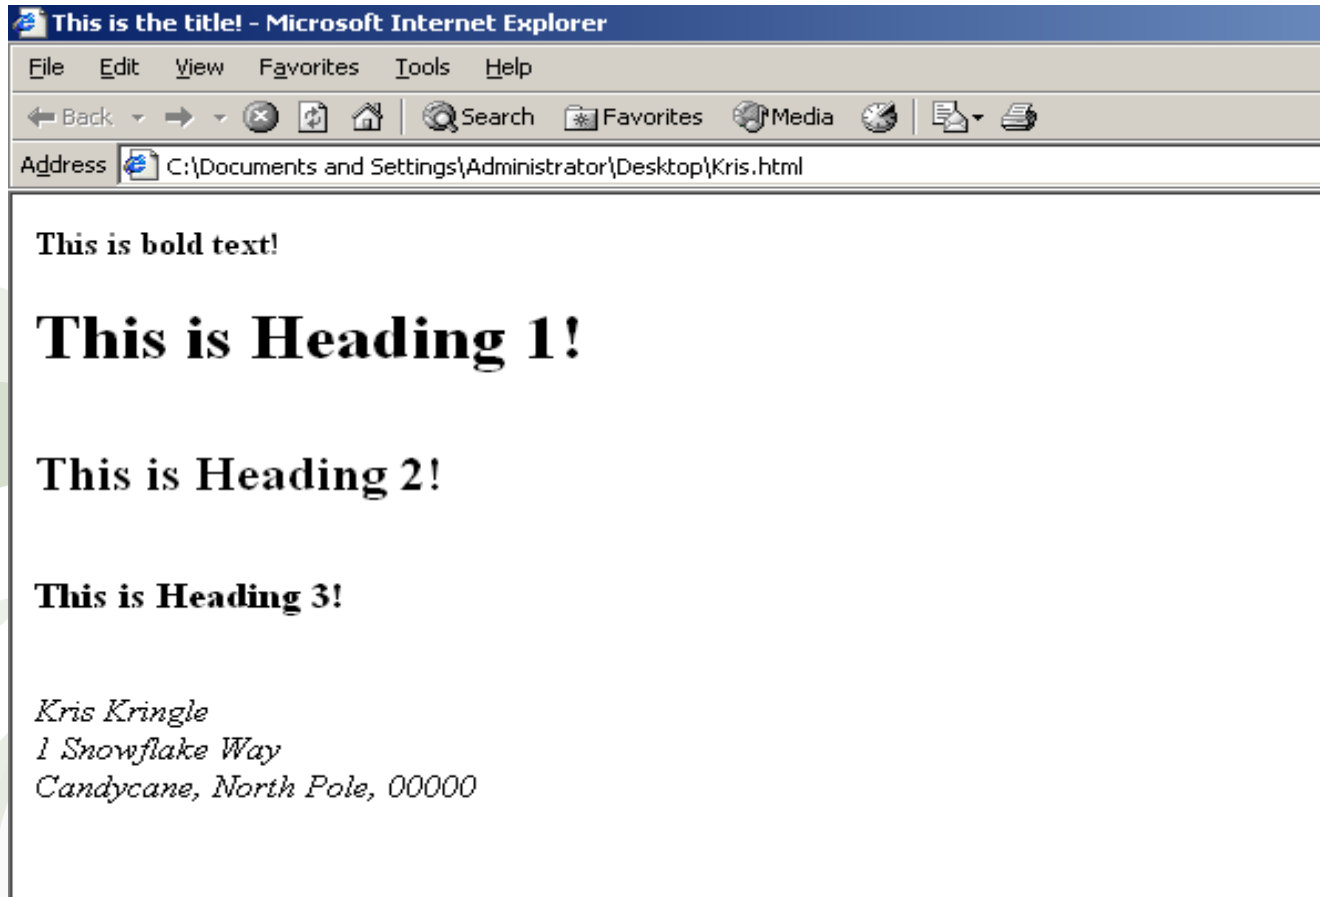 This is the title! - Microsoft Internet Explorer
File Edit View Favorites Tools Help
Back Search Favorites Media
Address C:\Documents and Settings\Administrator\Desktop\Kris.html
This is bold text!
This is Heading 1!
This is Heading 2!
This is Heading 3!
Kris Kringle
1 Snowflake Way
Candycane, North Pole, 00000